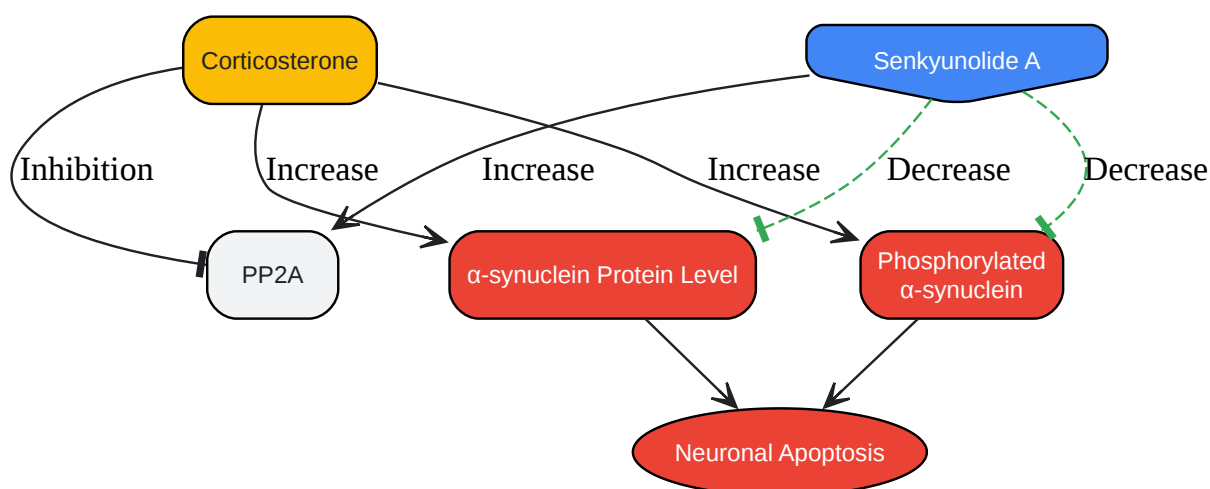 Corticosterone
Senkyunolide A
Inhibition
Increase
Increase
Increase
Decrease
Decrease
PP2A
α-synuclein Protein Level
Phosphorylated
α-synuclein
Neuronal Apoptosis